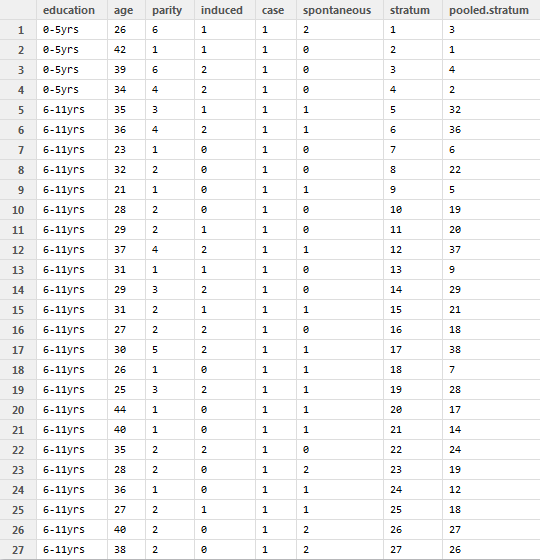 education age parity induced case spontaneous stratum pooled.stratum
1 0-5yrs 26 6 1 1 2 1 3
2 0-5yrs 42 1 1 1 0 2 1
3 0-5yrs 39 6 2 1 0 3 4
4 0-5yrs 34 4 2 1 0 4 2
5 6-11yrs 35 3 1 1 1 5 32
6 6-11yrs 36 4 2 1 1 6 36
7 6-11yrs 23 1 0 1 0 7 6
8 6-11yrs 32 2 0 1 0 8 22
9 6-11yrs 21 1 0 1 1 9 5
10 6-11yrs 28 2 0 1 0 10 19
11 6-11yrs 29 2 1 1 0 11 20
12 6-11yrs 37 4 2 1 1 12 37
13 6-11yrs 31 1 1 1 0 13 9
14 6-11yrs 29 3 2 1 0 14 29
15 6-11yrs 31 2 1 1 1 15 21
16 6-11yrs 27 2 2 1 0 16 18
17 6-11yrs 30 5 2 1 1 17 38
18 6-11yrs 26 1 0 1 1 18 7
19 6-11yrs 25 3 2 1 1 19 28
20 6-11yrs 44 1 0 1 1 20 17
21 6-11yrs 40 1 0 1 1 21 14
22 6-11yrs 35 2 2 1 0 22 24
23 6-11yrs 28 2 0 1 2 23 19
24 6-11yrs 36 1 0 1 1 24 12
25 6-11yrs 27 2 1 1 1 25 18
26 6-11yrs 40 2 0 1 2 26 27
27 6-11yrs 38 2 0 1 2 27 26